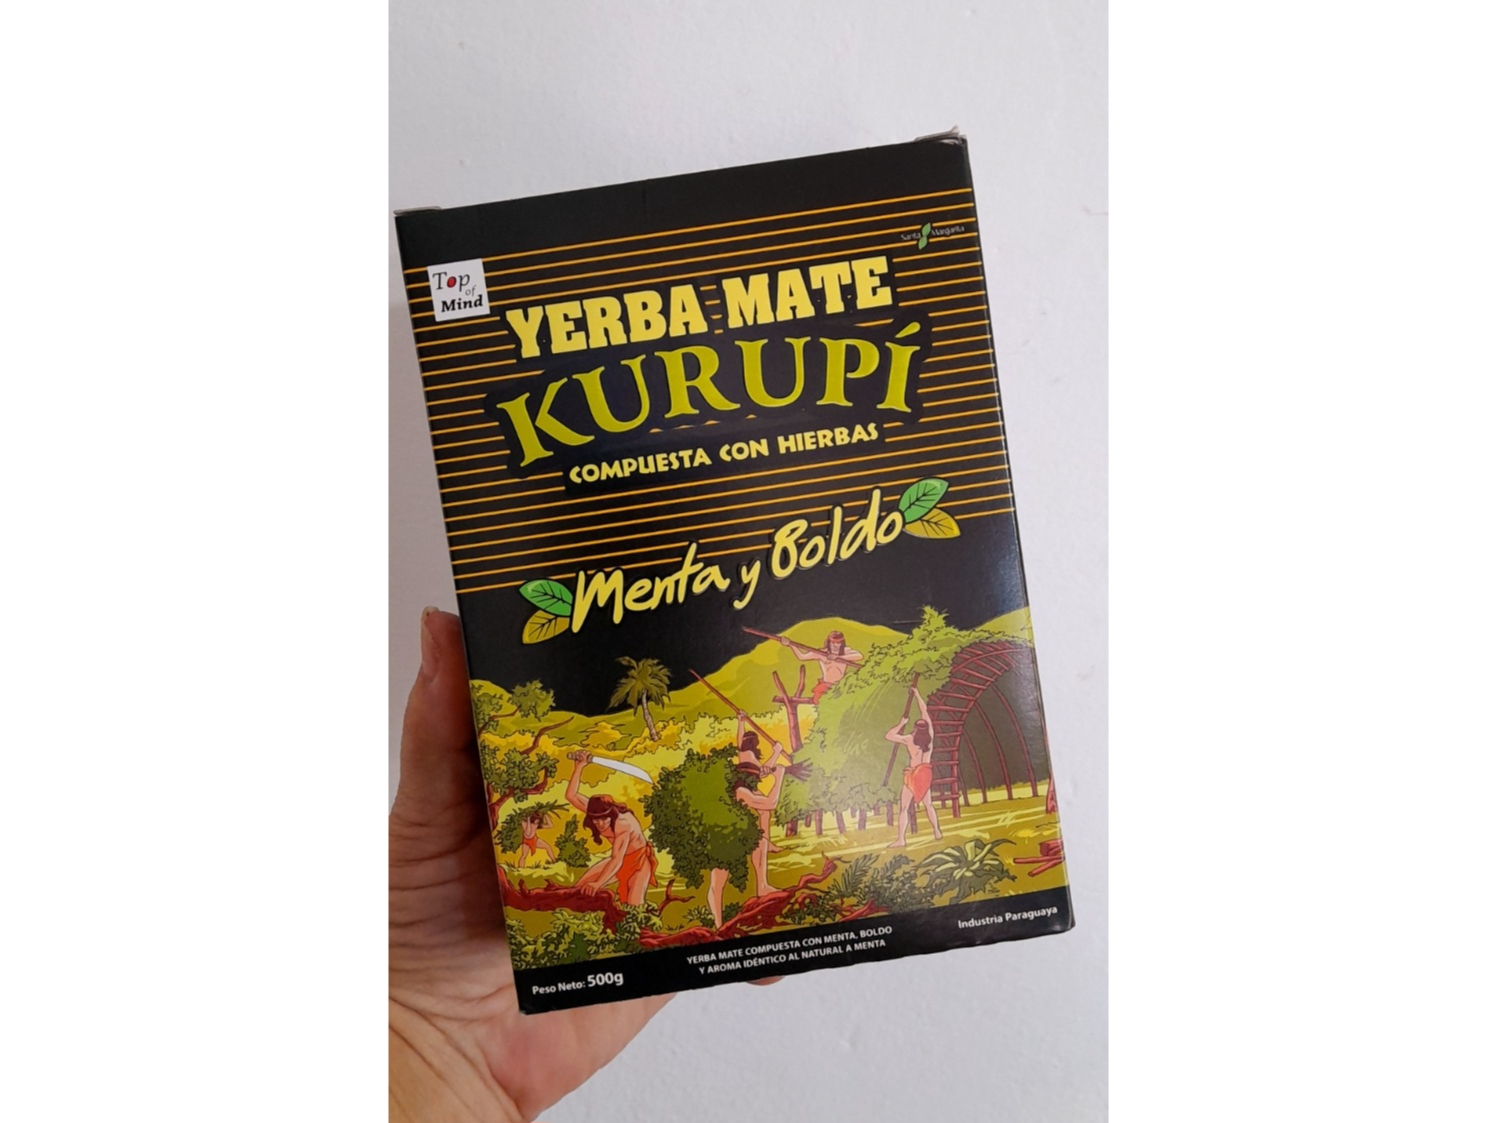 Santa Margarita
Top
of
Mind
YERBA MATE
KURUPÍ
COMPUESTA CON HIERBAS
Menta y Boldo
Industria Paraguaya
YERBA MATE COMPUESTA CON MENTA, BOLDO
Y AROMA IDÉNTICO AL NATURAL A MENTA
Peso Neto: 500g